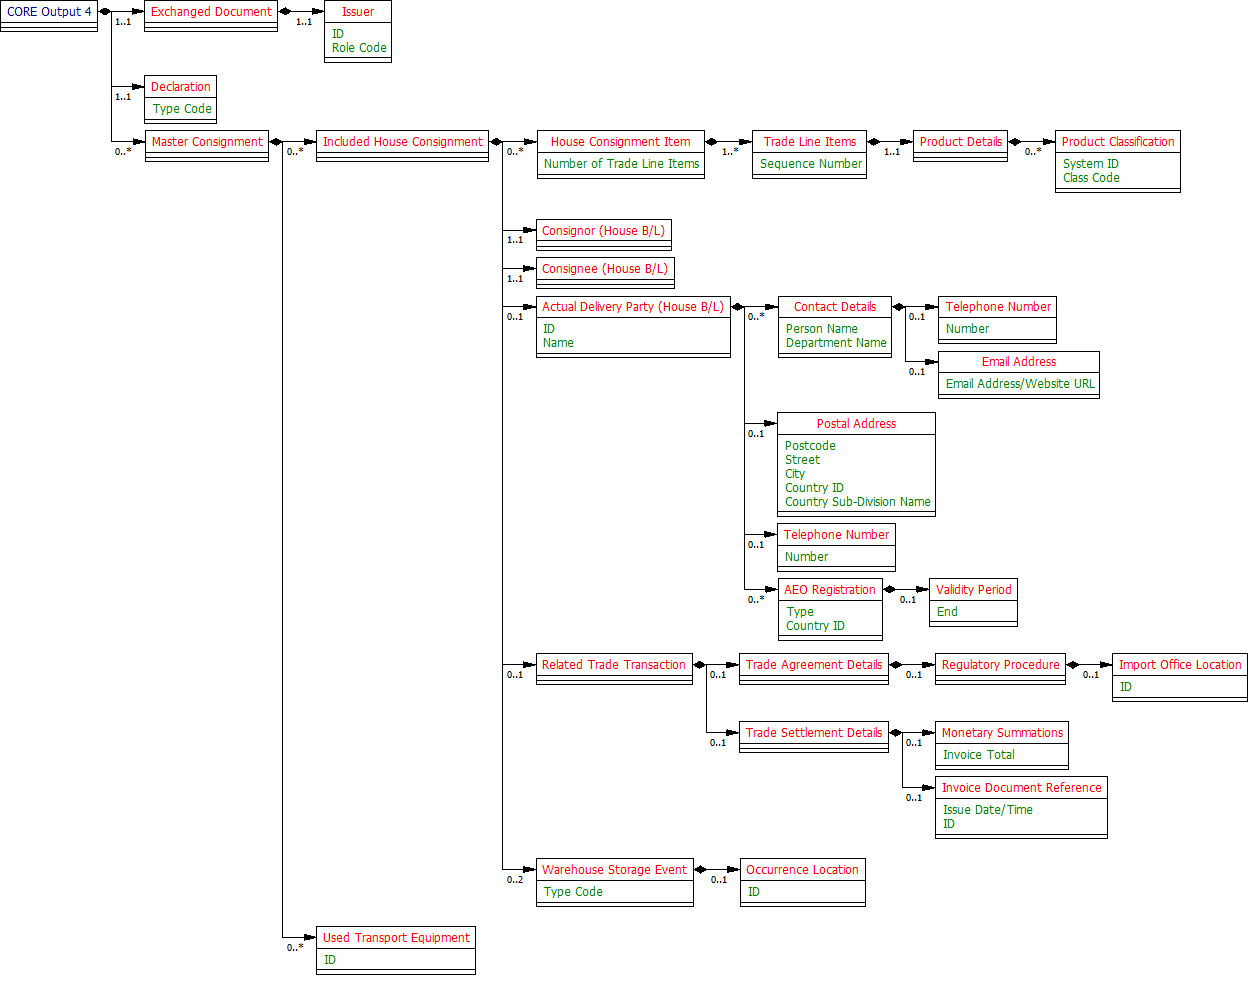 CORE Output 4
1..1
Exchanged Document
1..1
Issuer
ID
Role Code
1..1
Declaration
Type Code
0..*
Master Consignment
0..*
Included House Consignment
0..*
House Consignment Item
Number of Trade Line Items
1..*
Trade Line Items
Sequence Number
1..1
Product Details
0..*
Product Classification
System ID
Class Code
1..1
Consignor (House B/L)
1..1
Consignee (House B/L)
0..1
Actual Delivery Party (House B/L)
ID
Name
0..*
Contact Details
Person Name
Department Name
0..1
Telephone Number
Number
0..1
Email Address
Email Address/Website URL
0..1
Postal Address
Postcode
Street
City
Country ID
Country Sub-Division Name
0..1
Telephone Number
Number
0..*
AEO Registration
Type
Country ID
0..1
Validity Period
End
0..1
Related Trade Transaction
0..1
Trade Agreement Details
0..1
Regulatory Procedure
0..1
Import Office Location
ID
0..1
Trade Settlement Details
0..1
Monetary Summations
Invoice Total
0..1
Invoice Document Reference
Issue Date/Time
ID
0..2
Warehouse Storage Event
Type Code
0..1
Occurrence Location
ID
0..*
Used Transport Equipment
ID